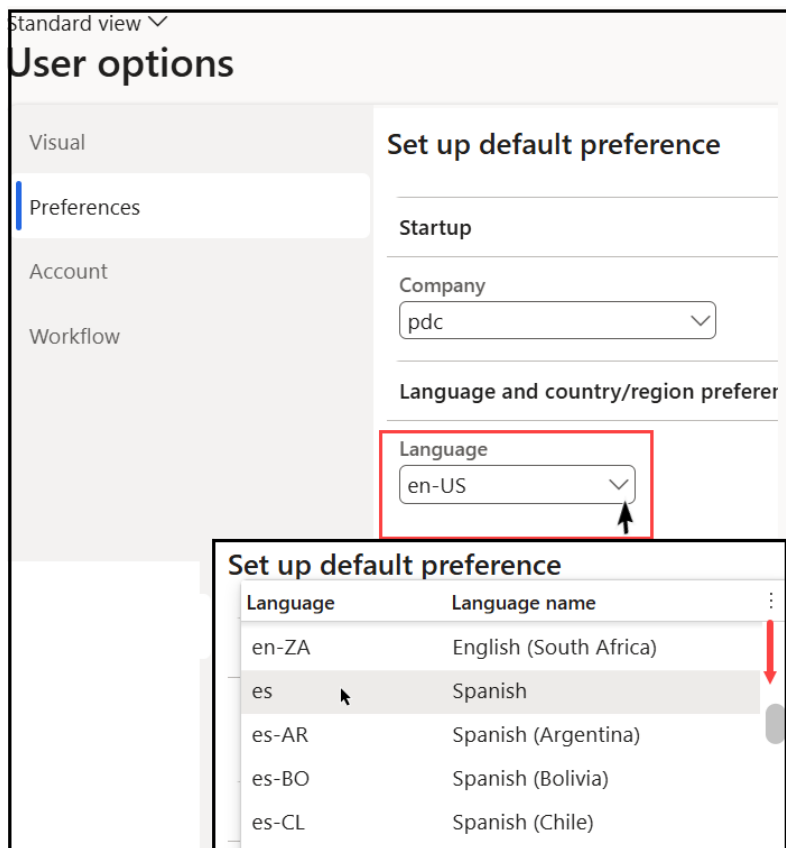 Standard view
User options
Visual
Preferences
Account
Workflow
Set up default preference
Startup
Company
pdc
Language and country/region prefere
Language
en-US
Set up default preference
Language Language name
en-ZA English (South Africa)
es Spanish
es-AR Spanish (Argentina)
es-BO Spanish (Bolivia)
es-CL Spanish (Chile)